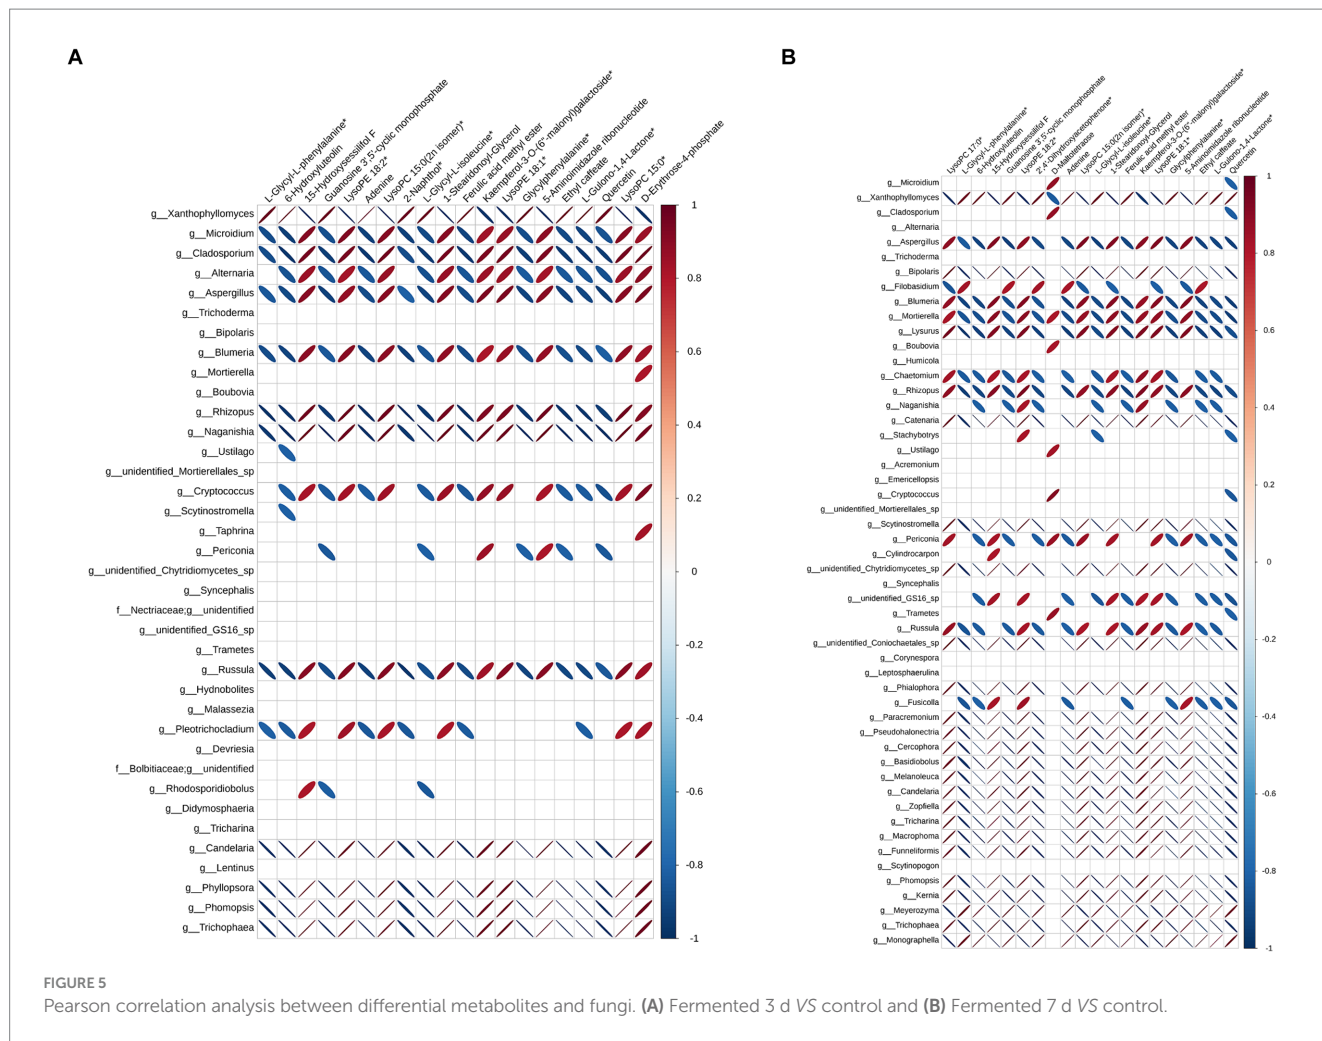 A
L-Glycyl-L-phenylalanine*
6-Hydroxyluteolin
15-Hydroxysessilifol F
Guanosine 3',5'-cyclic monophosphate
LysoPE 18:2*
Adenine
LysoPC 15:0(2n isomer)*
2-Naphthol*
L-Glycyl-L-isoleucine*
1-Stearidonoyl-Glycerol
Ferulic acid methyl ester
Kaempferol-3-O-(6''-malonyl)galactoside*
LysoPE 18:1*
Glycylphenylalanine*
5-Aminoimidazole ribonucleotide
Ethyl caffeate
L-Gulono-1,4-Lactone*
Quercetin
LysoPC 15:0*
D-Erythrose-4-phosphate
g__Xanthophyllomyces
g__Microidium
g__Cladosporium
g__Alternaria
g__Aspergillus
g__Trichoderma
g__Bipolaris
g__Blumeria
g__Mortierella
g__Boubovia
g__Rhizopus
g__Naganishia
g__Ustilago
g__unidentified_Mortierellales_sp
g__Cryptococcus
g__Scytinostromella
g__Taphrina
g__Periconia
g__unidentified_Chytridiomycetes_sp
g__Syncephalis
f__Nectriaceae;g__unidentified
g__unidentified_GS16_sp
g__Trametes
g__Russula
g__Hydnobolites
g__Malassezia
g__Pleotrichocladium
g__Devriesia
f__Bolbitiaceae;g__unidentified
g__Rhodosporidiobolus
g__Didymosphaeria
g__Tricharina
g__Candelaria
g__Lentinus
g__Phyllopsora
g__Phomopsis
g__Trichophaea
1
0.8
0.6
0.4
0.2
0
-0.2
-0.4
-0.6
-0.8
-1
B
LysoPC 17:0*
L-Glycyl-L-phenylalanine*
6-Hydroxyluteolin
15-Hydroxysessilifol F
Guanosine 3',5'-cyclic monophosphate
LysoPE 18:2*
2',4'-Dihydroxyacetophenone*
D-Maltotetraose
Adenine
LysoPC 15:0(2n isomer)*
L-Glycyl-L-isoleucine*
1-Stearidonoyl-Glycerol
Ferulic acid methyl ester
Kaempferol-3-O-(6''-malonyl)galactoside*
LysoPE 18:1*
Glycylphenylalanine*
5-Aminoimidazole ribonucleotide
Ethyl caffeate
L-Gulono-1,4-Lactone*
Quercetin
g__Microidium
g__Xanthophyllomyces
g__Cladosporium
g__Alternaria
g__Aspergillus
g__Trichoderma
g__Bipolaris
g__Filobasidium
g__Blumeria
g__Mortierella
g__Lysurus
g__Boubovia
g__Humicola
g__Chaetomium
g__Rhizopus
g__Naganishia
g__Catenaria
g__Stachybotrys
g__Ustilago
g__Acremonium
g__Emericellopsis
g__Cryptococcus
g__unidentified_Mortierellales_sp
g__Scytinostromella
g__Periconia
g__Cylindrocarpon
g__unidentified_Chytridiomycetes_sp
g__Syncephalis
g__unidentified_GS16_sp
g__Trametes
g__Russula
g__unidentified_Coniochaetales_sp
g__Corynespora
g__Leptosphaerulina
g__Phialophora
g__Fusicolla
g__Paracremonium
g__Pseudohalonectria
g__Cercophora
g__Basidiobolus
g__Melanoleuca
g__Candelaria
g__Zopfiella
g__Tricharina
g__Macrophoma
g__Funneliformis
g__Scytinopogon
g__Phomopsis
g__Kernia
g__Meyerozyma
g__Trichophaea
g__Monographella
1
0.8
0.6
0.4
0.2
0
-0.2
-0.4
-0.6
-0.8
-1
FIGURE 5
Pearson correlation analysis between differential metabolites and fungi. (A) Fermented 3 d VS control and (B) Fermented 7 d VS control.